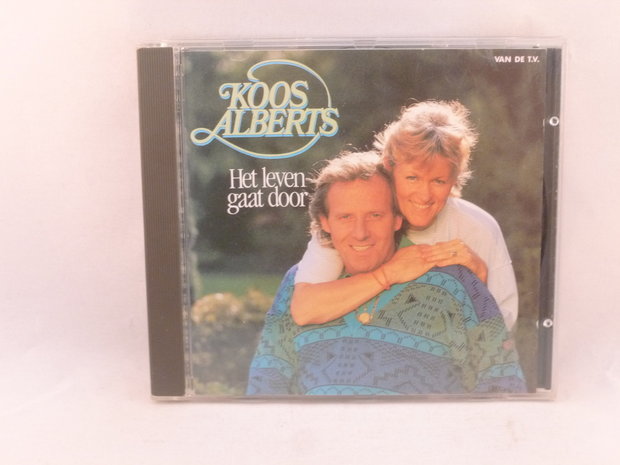 VAN DE T.V.
KOOS
ALBERTS
Het leven
gaat door